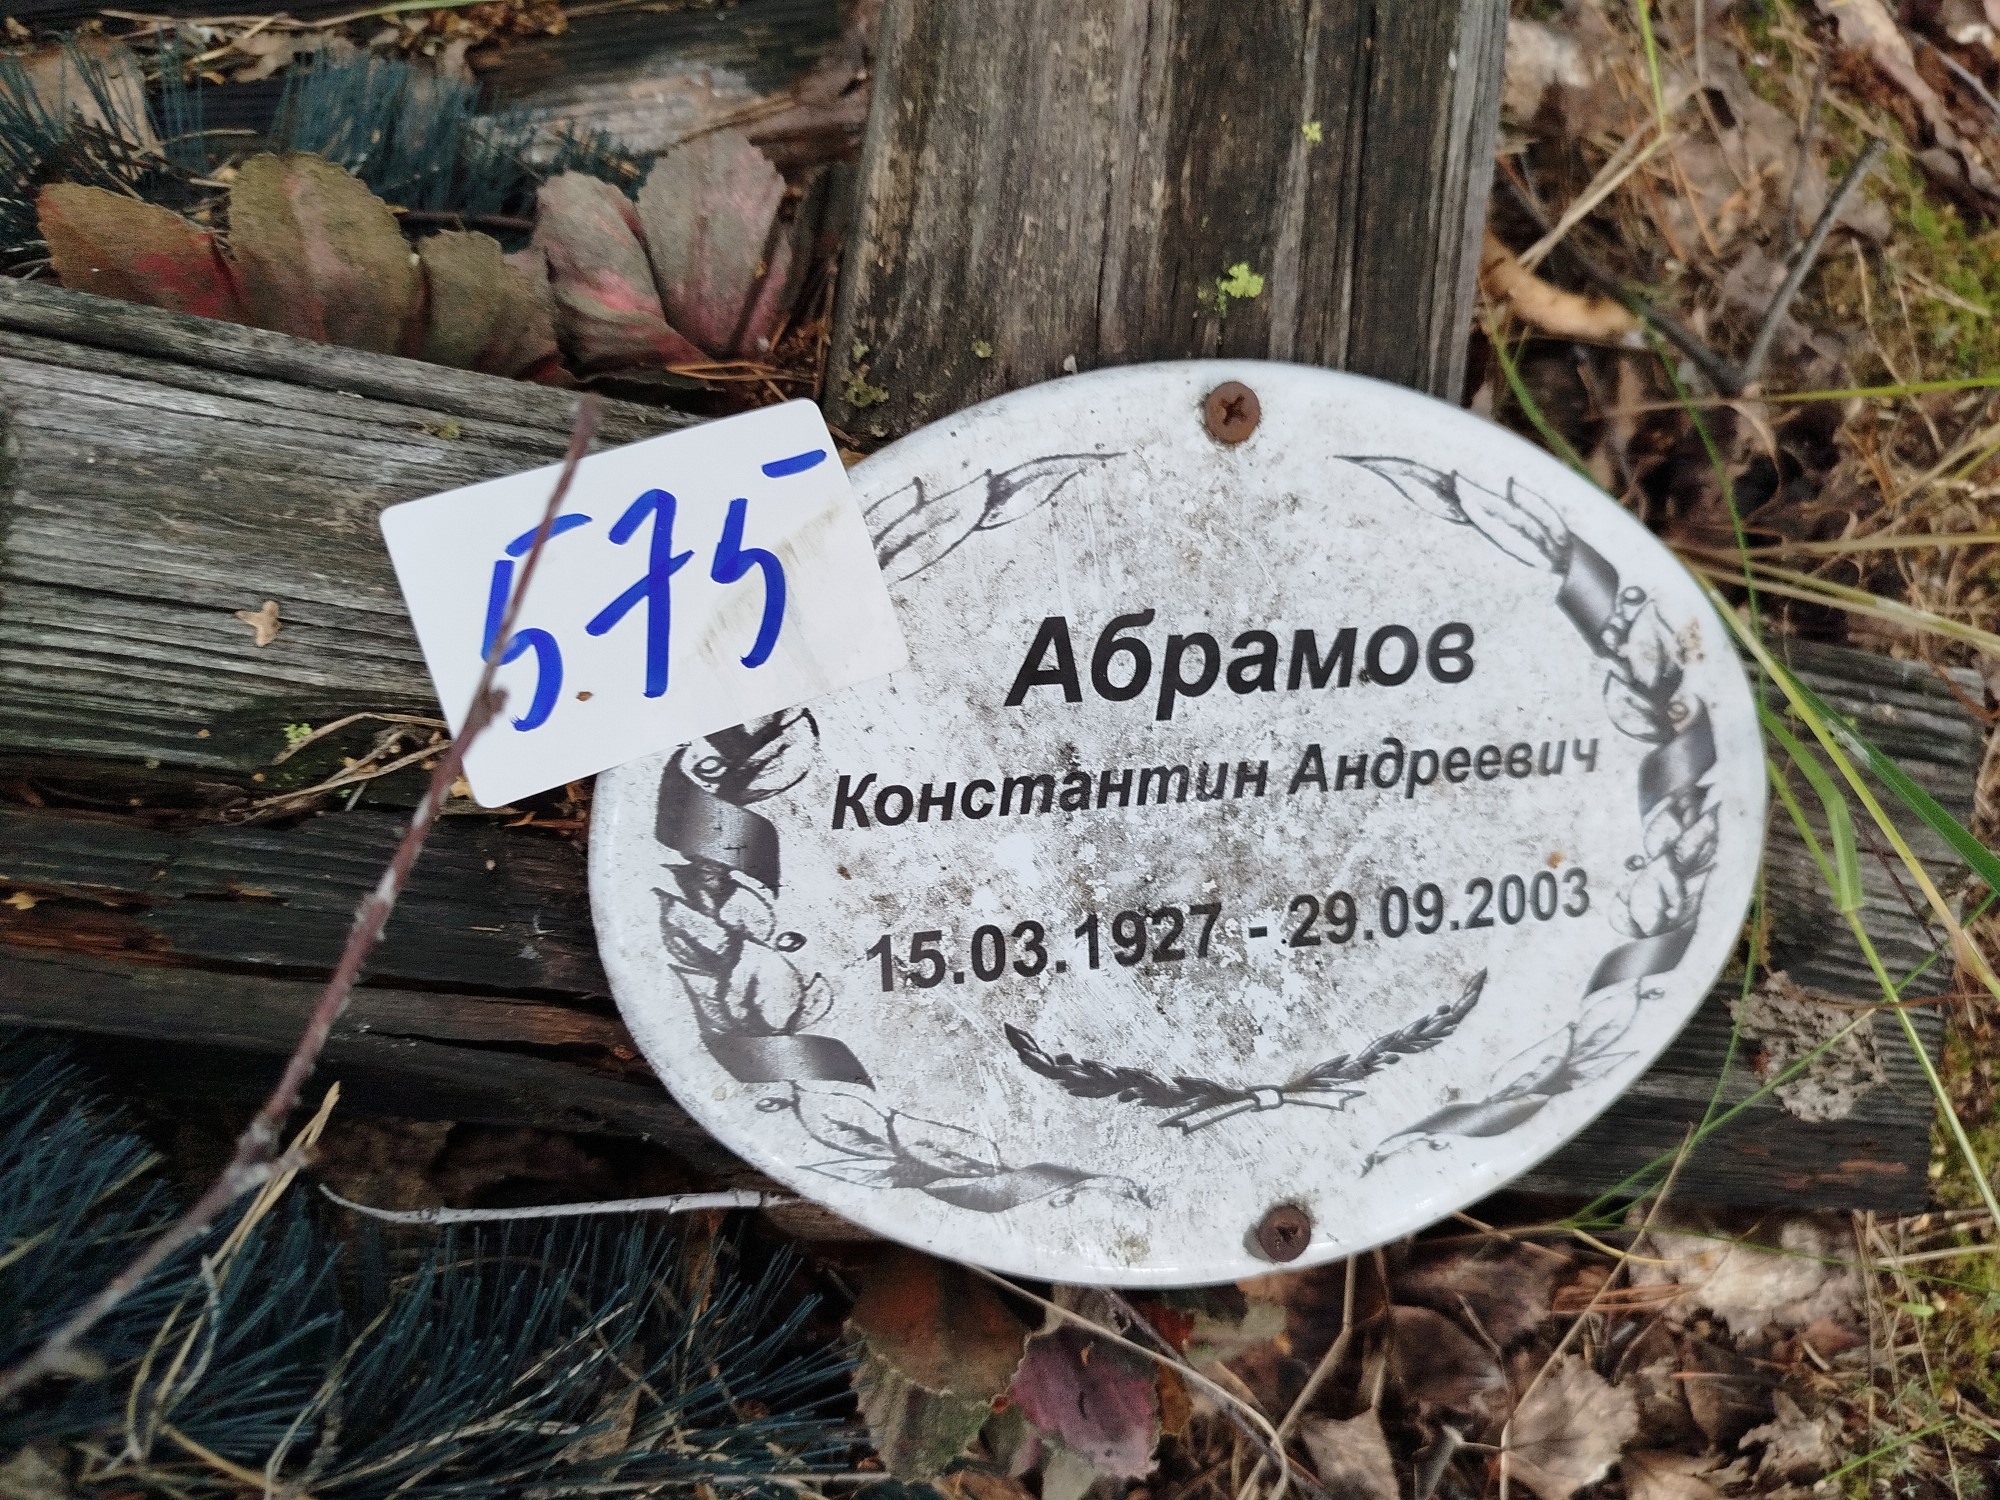 575
Абрамов
Константин Андреевич
15.03.1927 - 29.09.2003